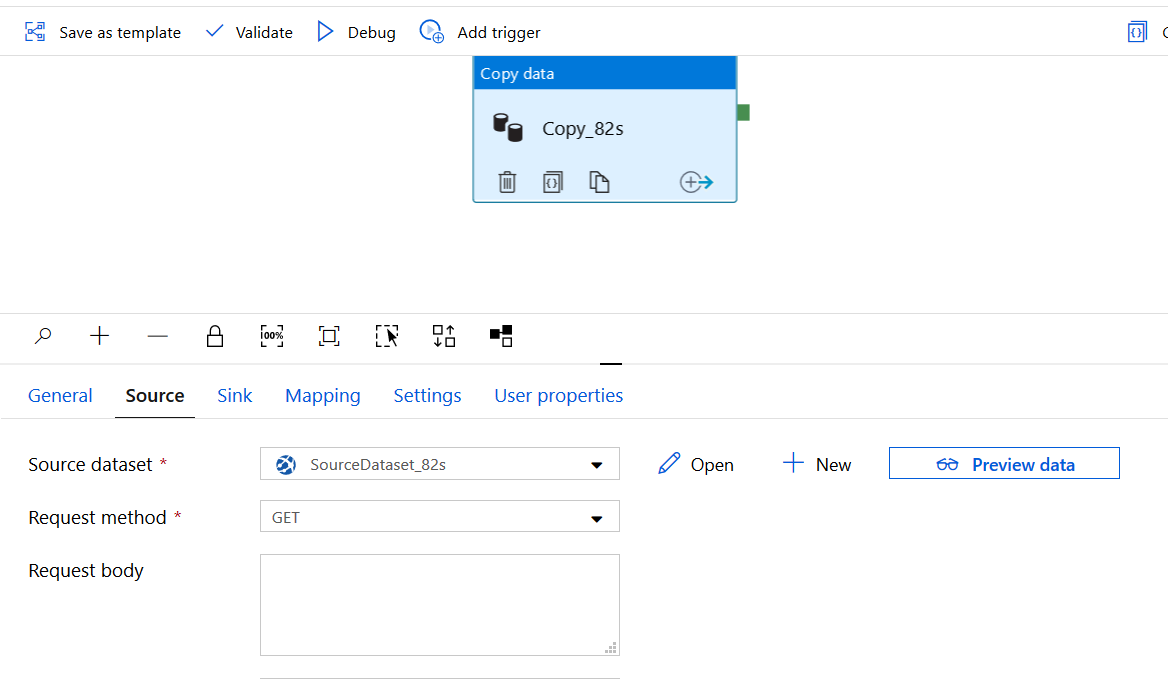 Save as template Validate Debug Add trigger
Copy data
Copy_82s
100%
General Source Sink Mapping Settings User properties
Source dataset * SourceDataset_82s Open New Preview data
Request method * GET
Request body